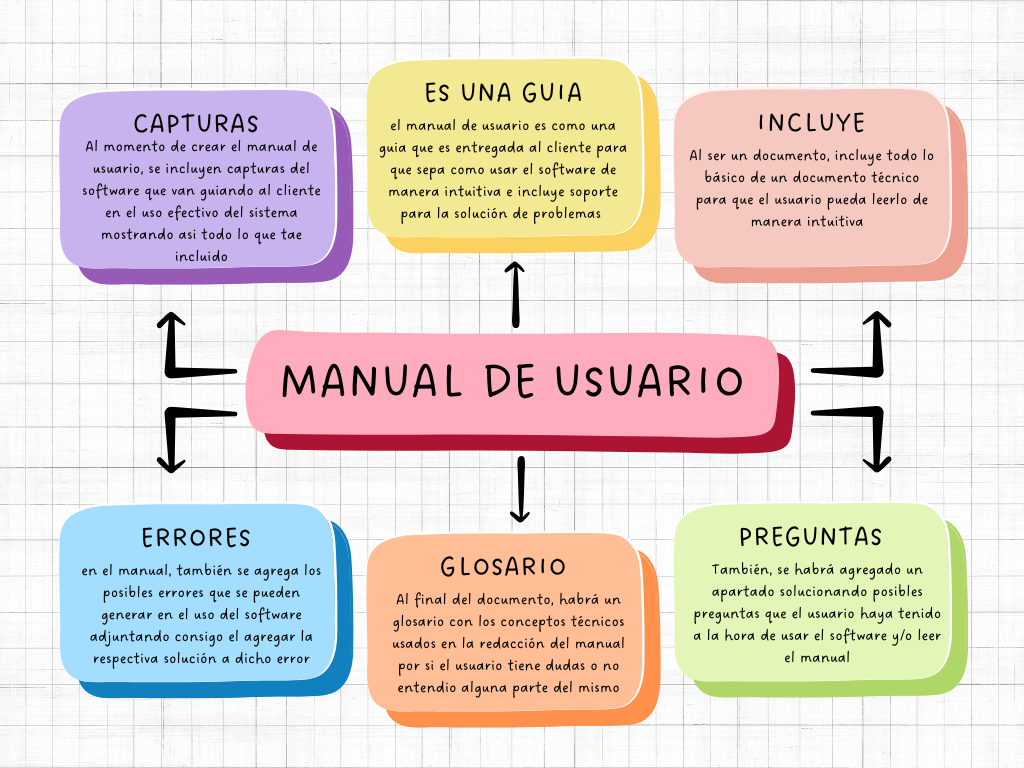 CAPTURAS
Al momento de crear el manual de
usuario, se incluyen capturas del
software que van guiando al cliente
en el uso efectivo del sistema
mostrando asi todo lo que tae
incluido
ES UNA GUIA
el manual de usuario es como una
guia que es entregada al cliente para
que sepa como usar el software de
manera intuitiva e incluye soporte
para la solución de problemas
INCLUYE
Al ser un documento, incluye todo lo
básico de un documento técnico
para que el usuario pueda leerlo de
manera intuitiva
MANUAL DE USUARIO
ERRORES
en el manual, también se agrega los
posibles errores que se pueden
generar en el uso del software
adjuntando consigo el agregar la
respectiva solución a dicho error
GLOSARIO
Al final del documento, habrá un
glosario con los conceptos técnicos
usados en la redacción del manual
por si el usuario tiene dudas o no
entendio alguna parte del mismo
PREGUNTAS
También, se habrá agregado un
apartado solucionando posibles
preguntas que el usuario haya tenido
a la hora de usar el software y/o leer
el manual